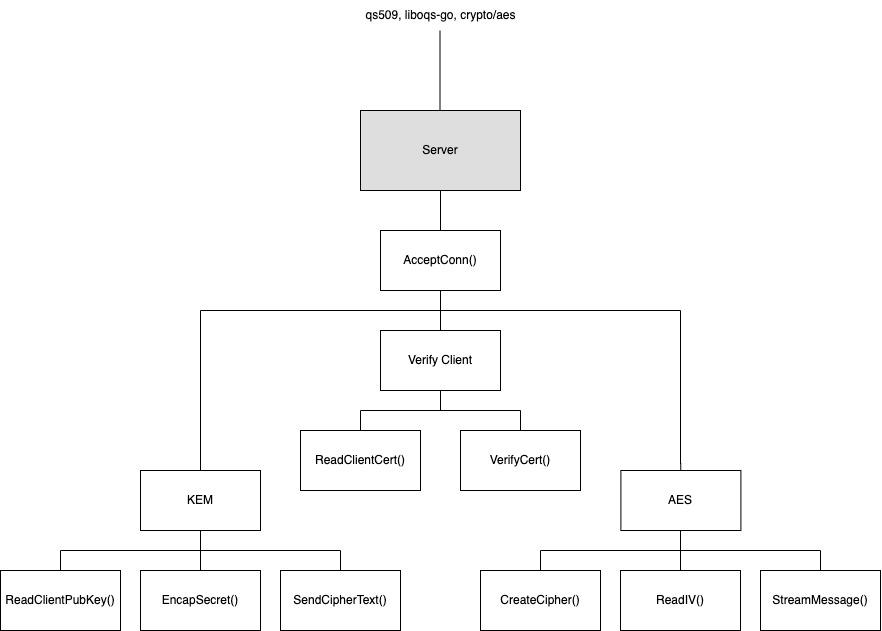 qs509, liboqs-go, crypto/aes
Server
AcceptConn()
Verify Client
ReadClientCert()
VerifyCert()
KEM
AES
ReadClientPubKey()
EncapSecret()
SendCipherText()
CreateCipher()
ReadIV()
StreamMessage()